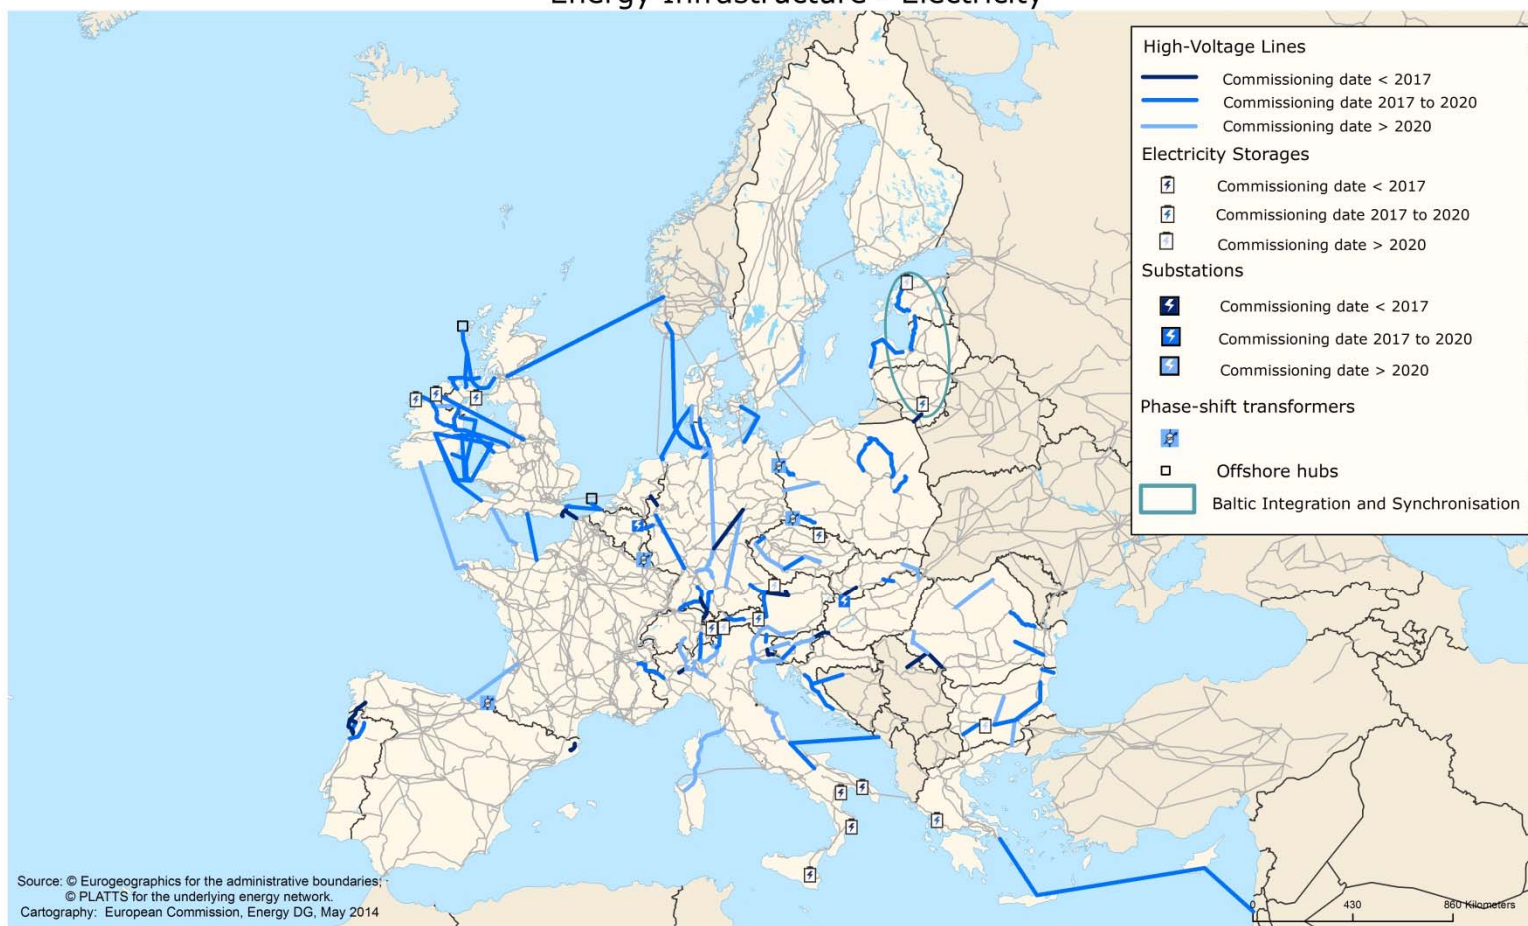 Energy Infrastructure - Electricity
High-Voltage Lines
Commissioning date < 2017
Commissioning date 2017 to 2020
Commissioning date > 2020
Electricity Storages
Commissioning date < 2017
Commissioning date 2017 to 2020
Commissioning date > 2020
Substations
Commissioning date < 2017
Commissioning date 2017 to 2020
Commissioning date > 2020
Phase-shift transformers
Offshore hubs
Baltic Integration and Synchronisation
Source: © Eurogeographics for the administrative boundaries;
© PLATTS for the underlying energy network.
Cartography: European Commission, Energy DG, May 2014
0 430 860 Kilometers